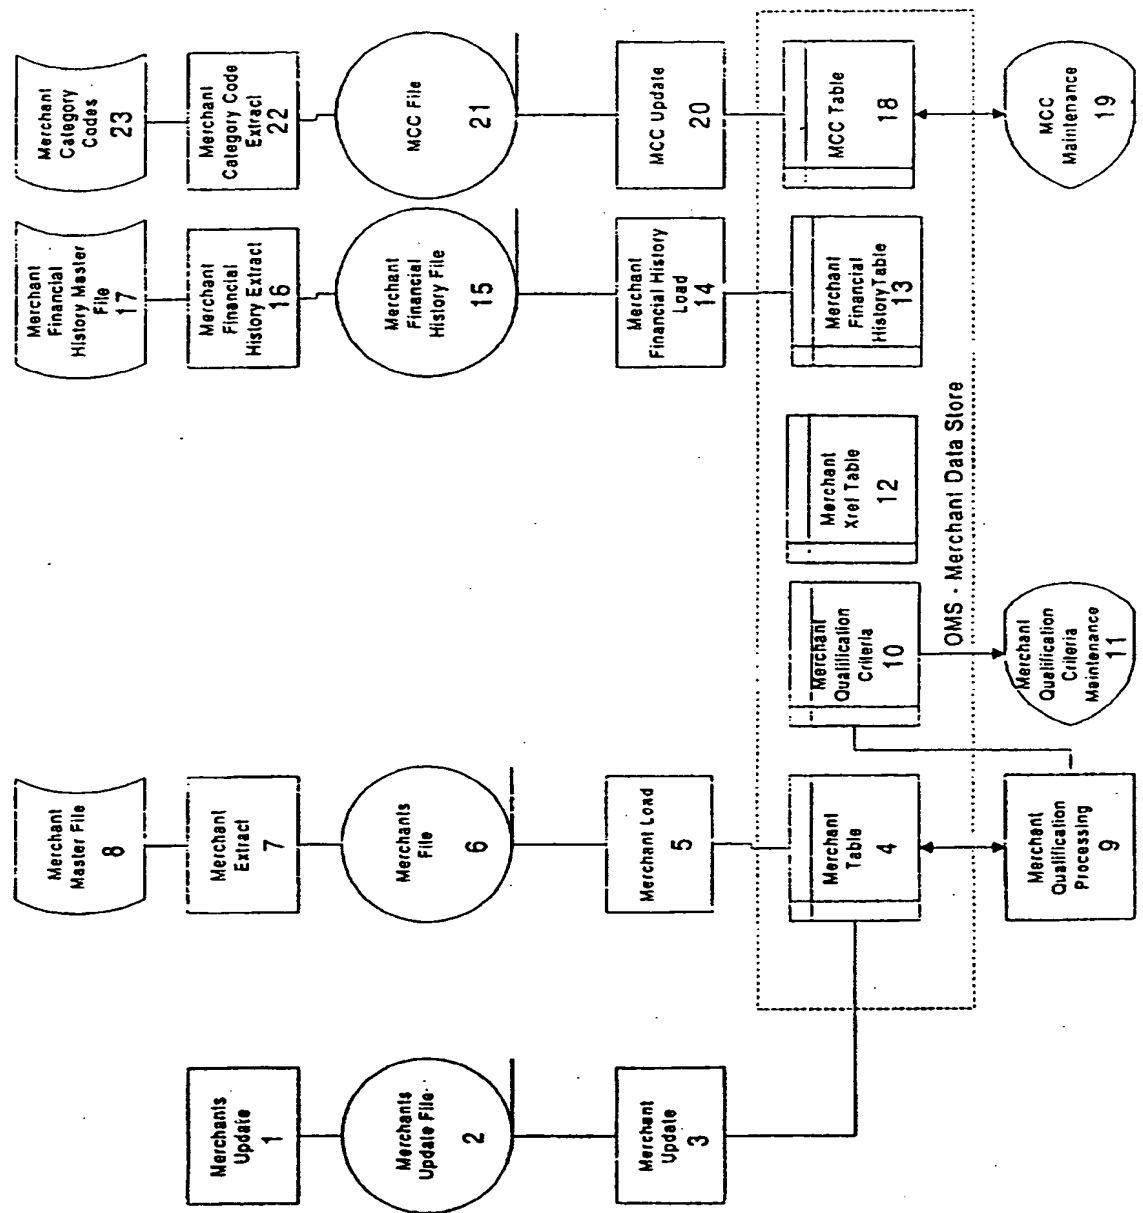 Merchants
Update
1
Merchants
Update File
2
Merchant
Update
3
Merchant
Master File
8
Merchant
Extract
7
Merchants
File
6
Merchant Load
5
Merchant
Table
4
Merchant
Qualification
Processing
9
Merchant
Qualification
Criteria
10
Merchant
Qualification
Criteria
Maintenance
11
Merchant
Xref Table
12
OMS - Merchant Data Store
Merchant
Financial
History Master
File
17
Merchant
Financial
History Extract
16
Merchant
Financial
History File
15
Merchant
Financial History
Load
14
Merchant
Financial
HistoryTable
13
Merchant
Category
Codes
23
Merchant
Category Code
Extract
22
MCC File
21
MCC Update
20
MCC Table
18
MCC
Maintenance
19